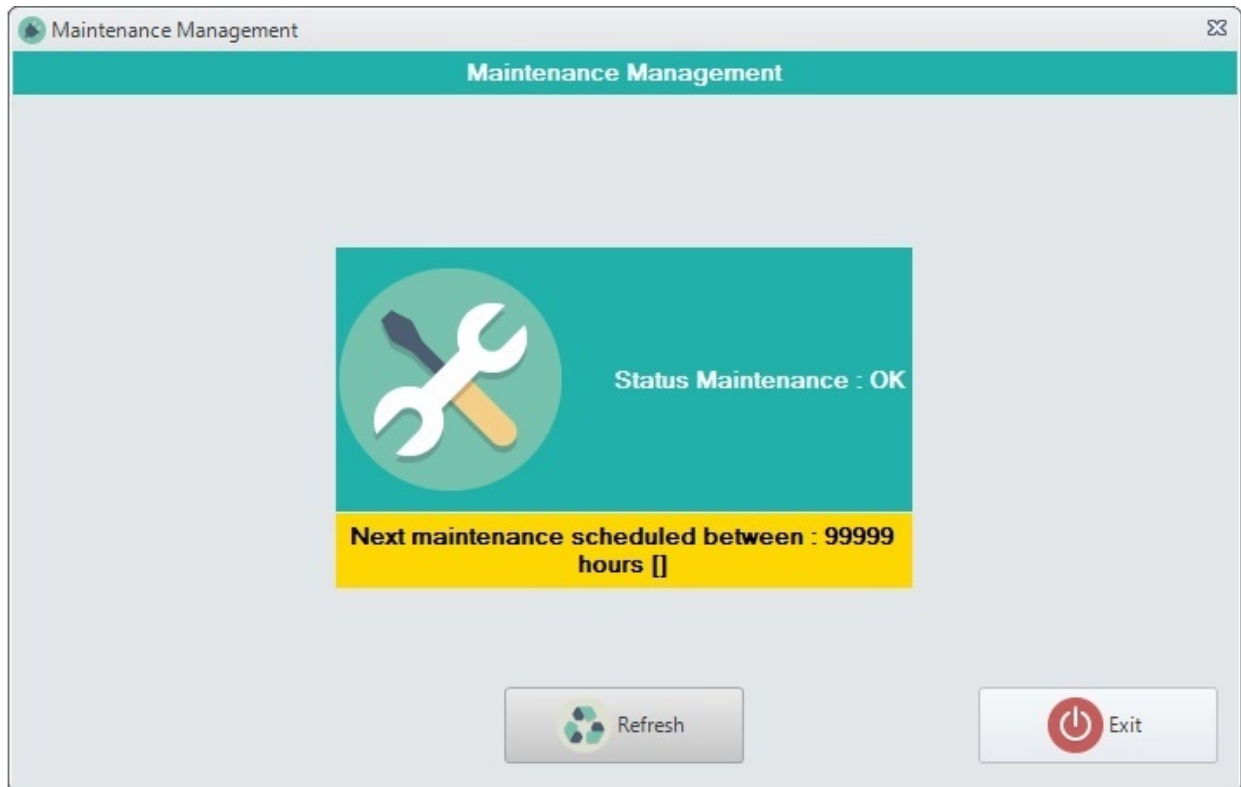 Maintenance Management
Maintenance Management
Status Maintenance : OK
Next maintenance scheduled between : 99999
hours []
Refresh
Exit